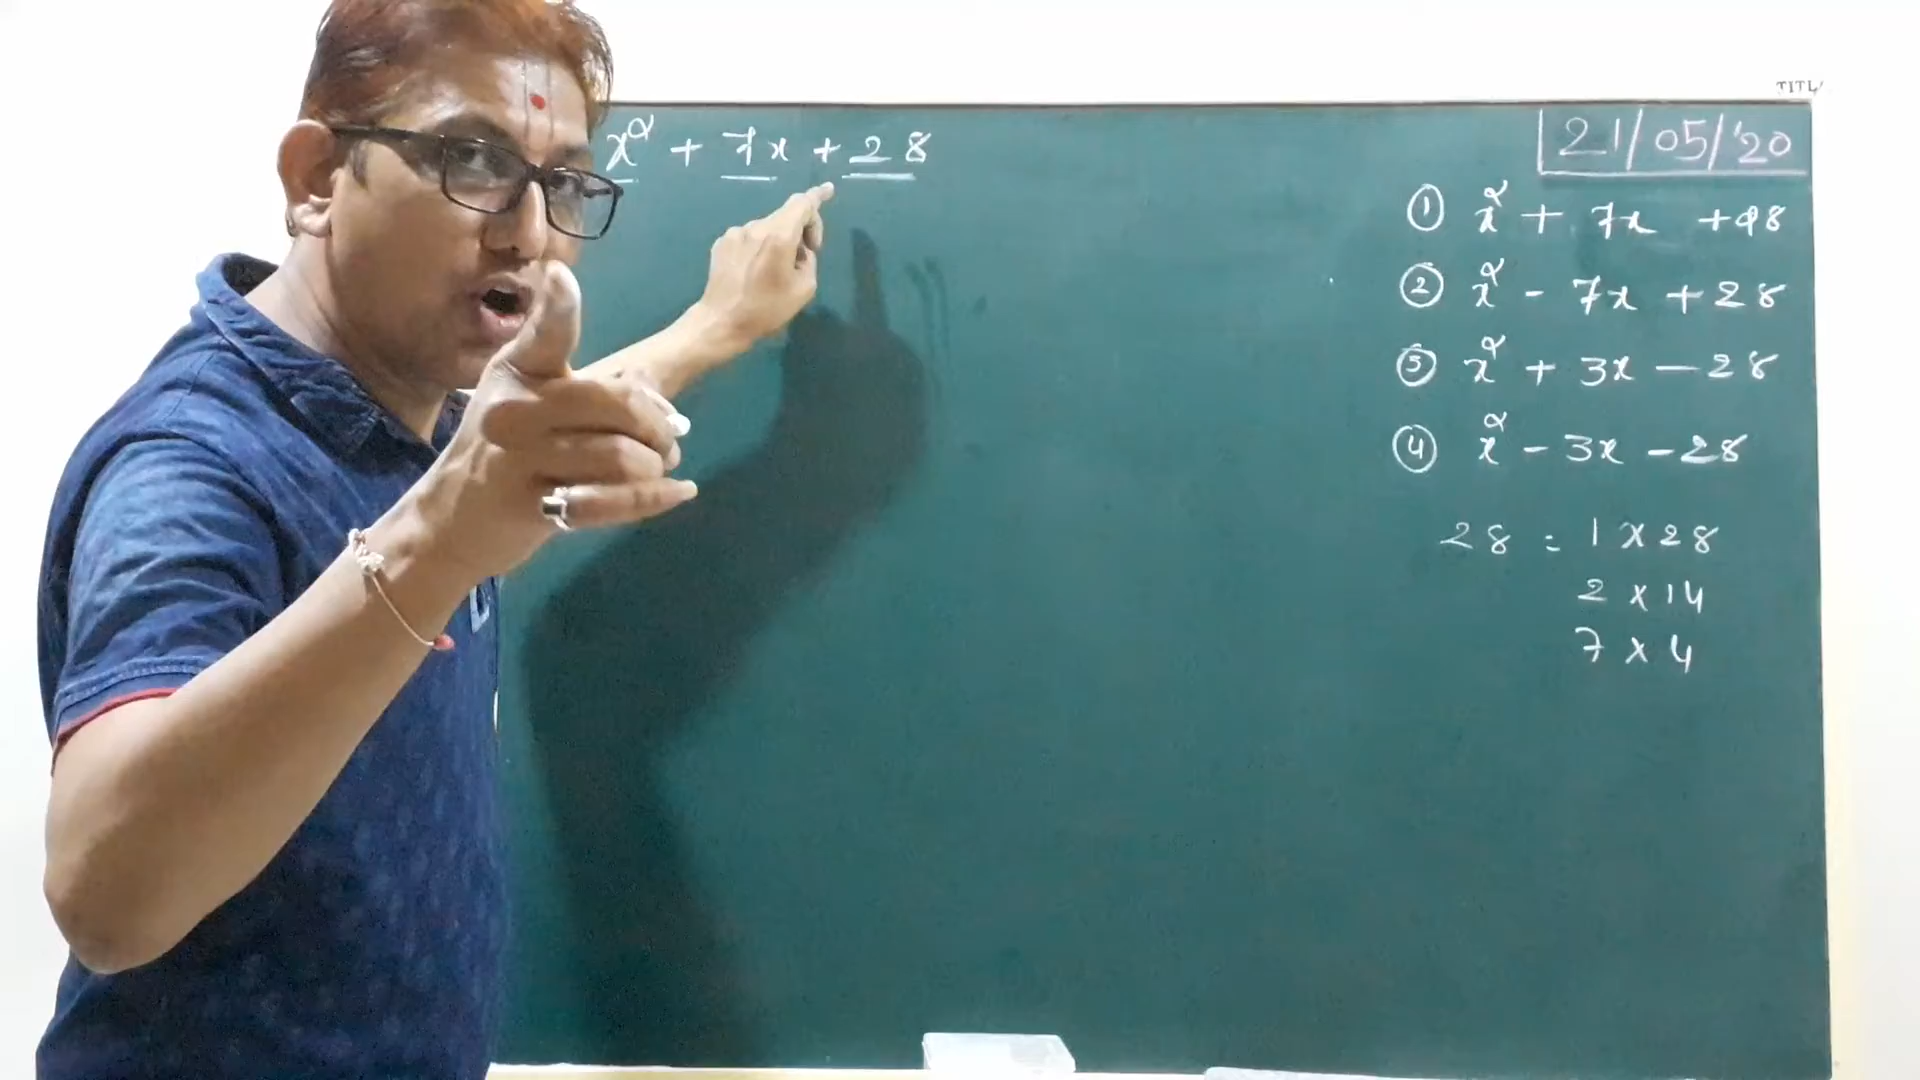 x² + 7x + 28
21/05/'20
① x² + 7x + 98
② x² - 7x + 28
③ x² + 3x - 28
④ x² - 3x - 28
28 = 1 x 28
2 x 14
7 x 4